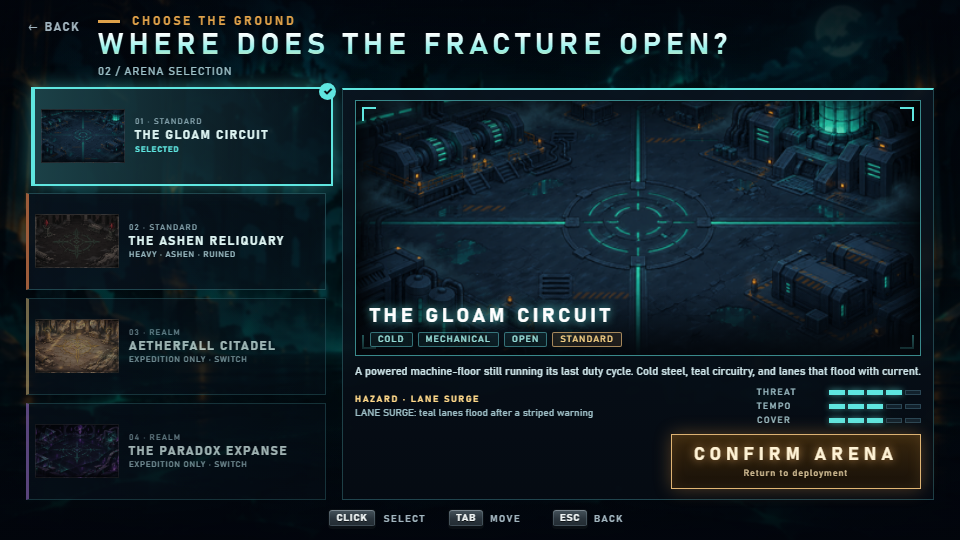 ← BACK
CHOOSE THE GROUND
WHERE DOES THE FRACTURE OPEN?
02 / ARENA SELECTION
01 · STANDARD
THE GLOAM CIRCUIT
SELECTED
02 · STANDARD
THE ASHEN RELIQUARY
HEAVY · ASHEN · RUINED
03 · REALM
AETHERFALL CITADEL
EXPEDITION ONLY · SWITCH
04 · REALM
THE PARADOX EXPANSE
EXPEDITION ONLY · SWITCH
THE GLOAM CIRCUIT
COLD MECHANICAL OPEN STANDARD
A powered machine-floor still running its last duty cycle. Cold steel, teal circuitry, and lanes that flood with current.
HAZARD · LANE SURGE
LANE SURGE: teal lanes flood after a striped warning
THREAT
TEMPO
COVER
CONFIRM ARENA
Return to deployment
CLICK SELECT TAB MOVE ESC BACK